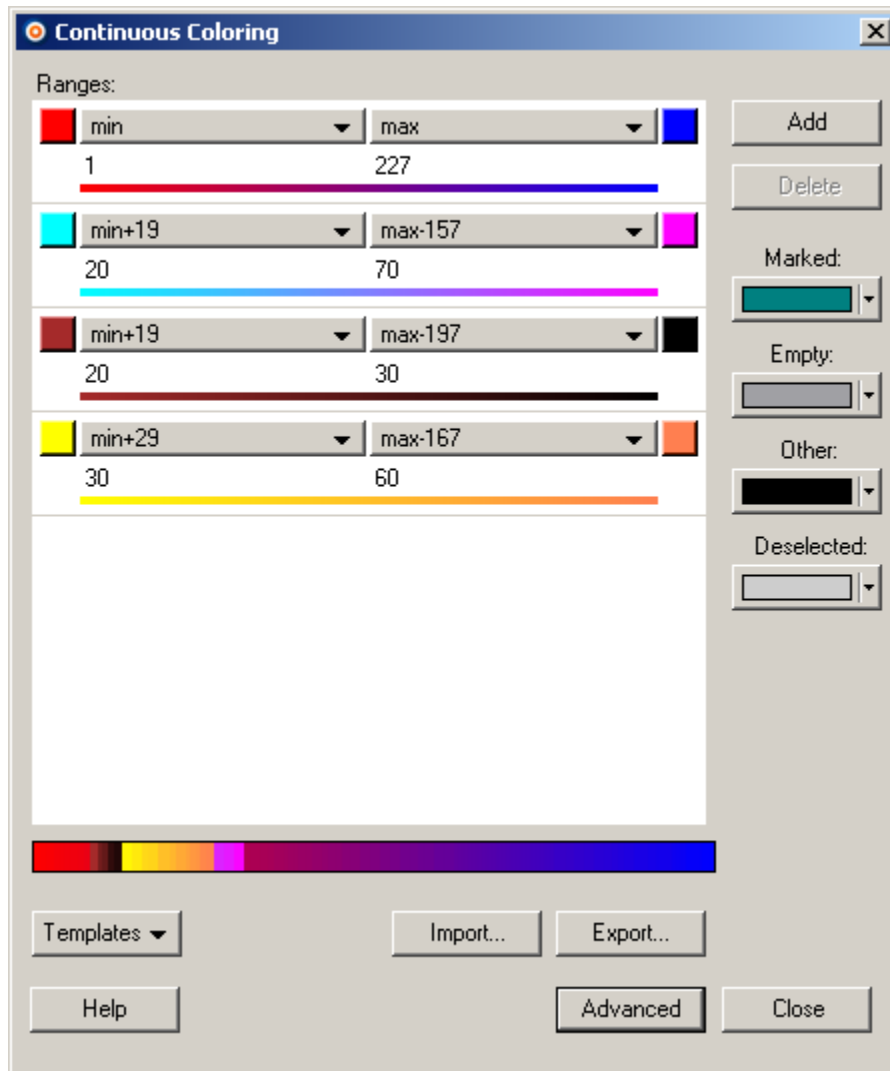 Continuous Coloring
Ranges:
min max
1 227
min+19 max-157
20 70
min+19 max-197
20 30
min+29 max-167
30 60
Add
Delete
Marked:
Empty:
Other:
Deselected:
Templates Import... Export...
Help Advanced Close